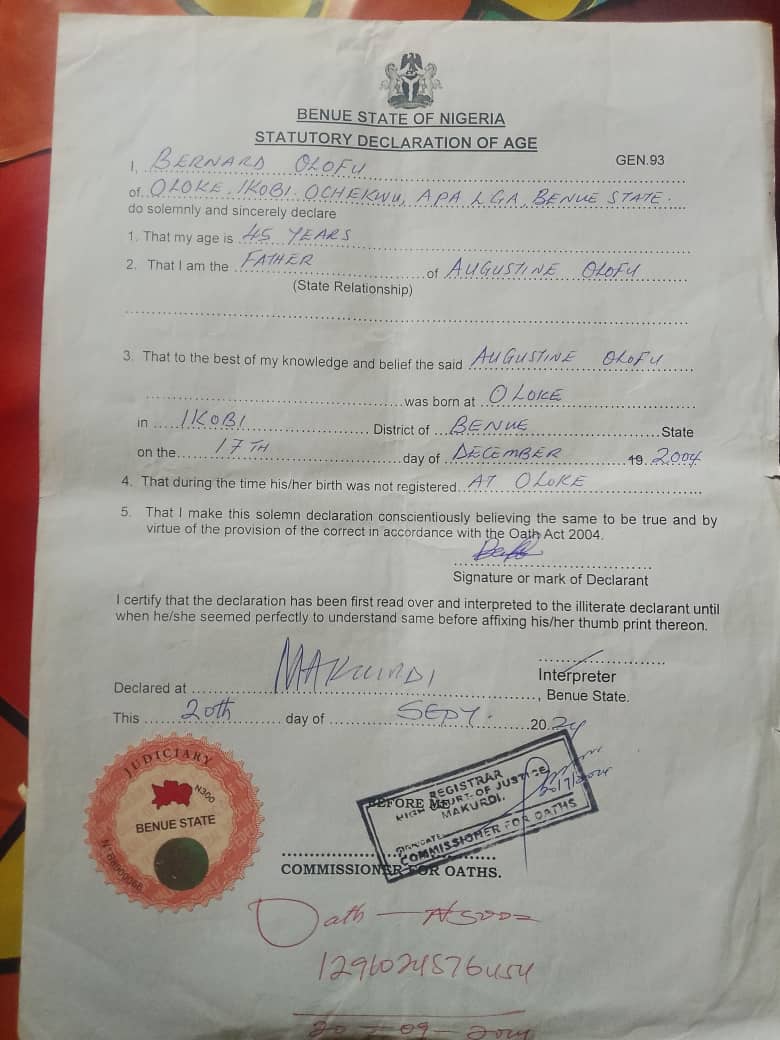 BENUE STATE OF NIGERIA
STATUTORY DECLARATION OF AGE
GEN.93
I, BERNARD OLOFU
of OLOKE. IKOBI. OCHEKWU, APA LGA, BENUE STATE.
do solemnly and sincerely declare
1. That my age is 45 YEARS
2. That I am the FATHER of AUGUSTINE OLOFU
(State Relationship)
3. That to the best of my knowledge and belief the said AUGUSTINE OLOFU
was born at OLOKE
in IKOBI District of BENUE State
on the 17TH day of DECEMBER 19 2004
4. That during the time his/her birth was not registered AT OLOKE
5. That I make this solemn declaration conscientiously believing the same to be true and by
virtue of the provision of the correct in accordance with the Oath Act 2004.
Signature or mark of Declarant
I certify that the declaration has been first read over and interpreted to the illiterate declarant until
when he/she seemed perfectly to understand same before affixing his/her thumb print thereon.
Interpreter
Declared at MAKURDI, Benue State.
This 20th day of SEPT. 2024
JUDICIARY
N300
BENUE STATE
REGISTRAR
HIGH COURT OF JUSTICE
MAKURDI.
COMMISSIONER FOR OATHS
BEFORE ME
COMMISSIONER FOR OATHS.
Oath
1296024576454